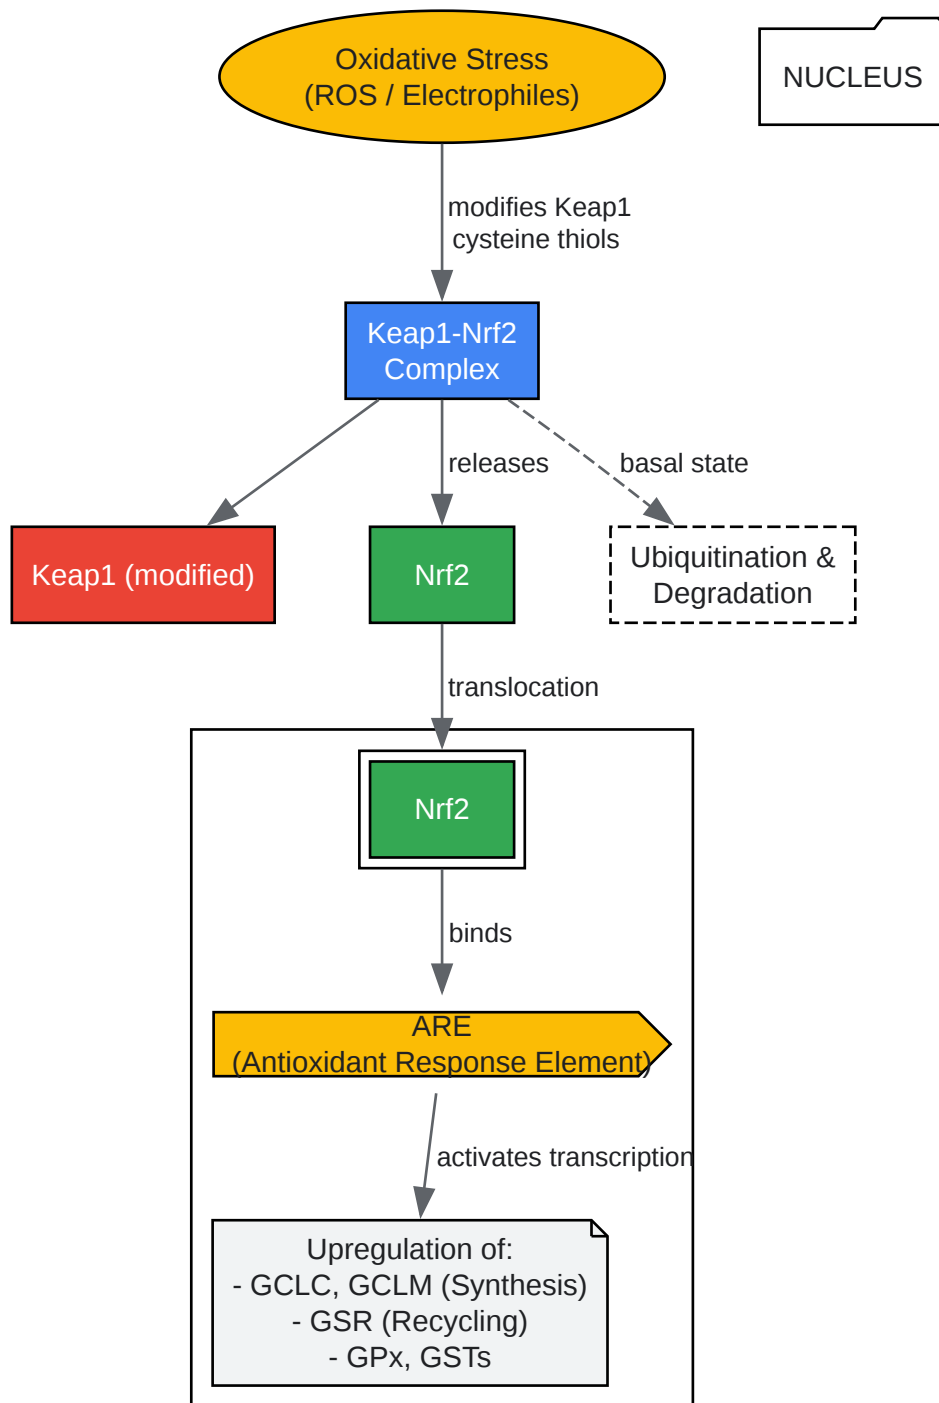 Oxidative Stress
(ROS / Electrophiles)
NUCLEUS
modifies Keap1
cysteine thiols
Keap1-Nrf2
Complex
releases
basal state
Keap1 (modified)
Nrf2
Ubiquitination &
Degradation
translocation
Nrf2
binds
ARE
(Antioxidant Response Element)
activates transcription
Upregulation of:
- GCLC, GCLM (Synthesis)
- GSR (Recycling)
- GPx, GSTs